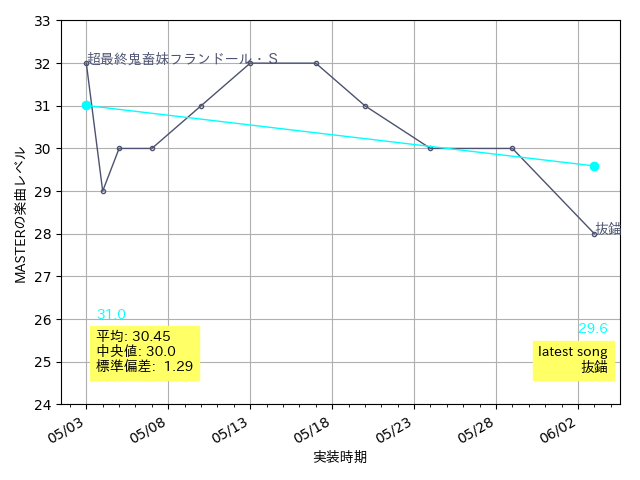 33
32
31
30
29
28
27
26
25
24
MASTERの楽曲レベル
超最終鬼畜妹フランドール・S
抜錨
31.0
平均: 30.45
中央値: 30.0
標準偏差: 1.29
29.6
latest song
抜錨
05/03
05/08
05/13
05/18
05/23
05/28
06/02
実装時期